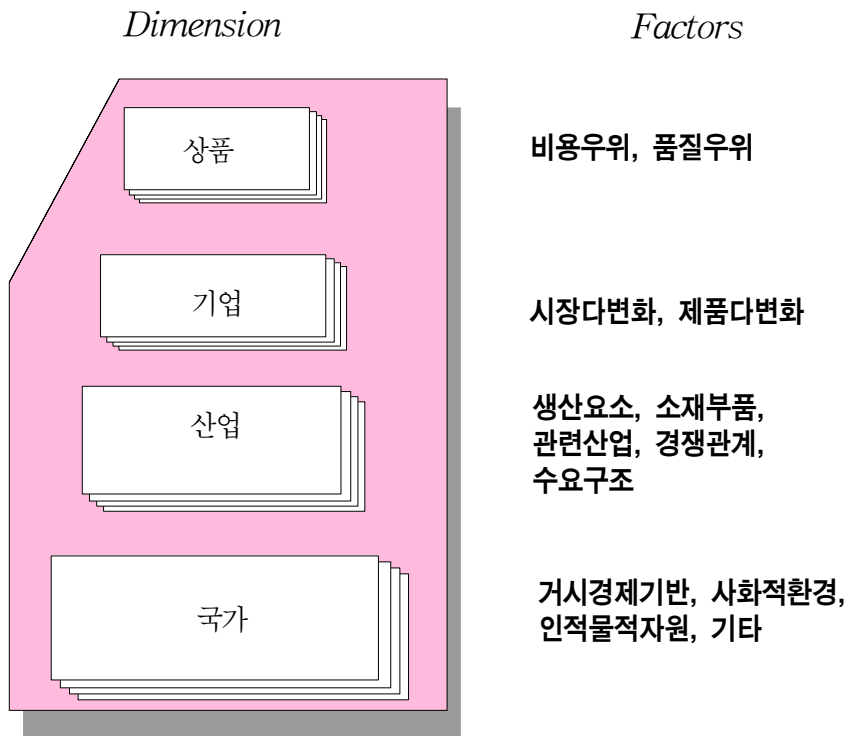 Dimension
Factors
상품
비용우위, 품질우위
기업
시장다변화, 제품다변화
산업
생산요소, 소재부품,
관련산업, 경쟁관계,
수요구조
국가
거시경제기반, 사화적환경,
인적물적자원, 기타